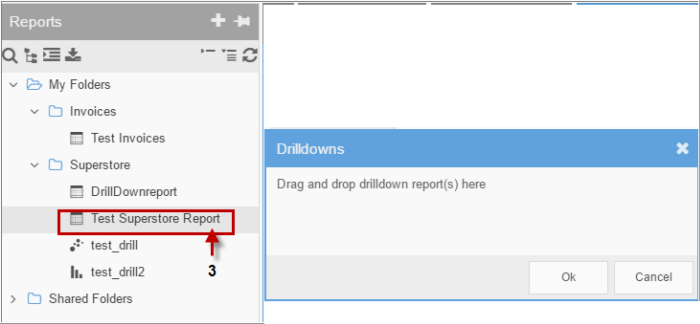 Reports
My Folders
Invoices
Test Invoices
Superstore
DrillDownreport
Test Superstore Report
test_drill
3
test_drill2
Shared Folders
Drilldowns
Drag and drop drilldown report(s) here
Ok
Cancel